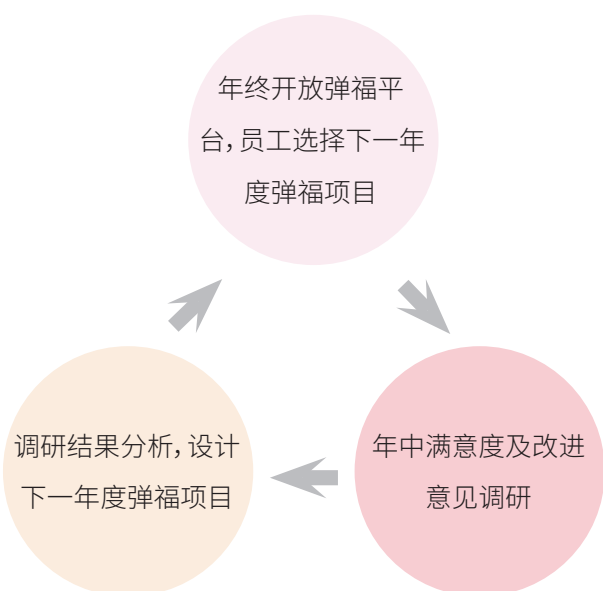 年终开放弹福平
台，员工选择下一年
度弹福项目
调研结果分析，设计
下一年度弹福项目
年中满意度及改进
意见调研